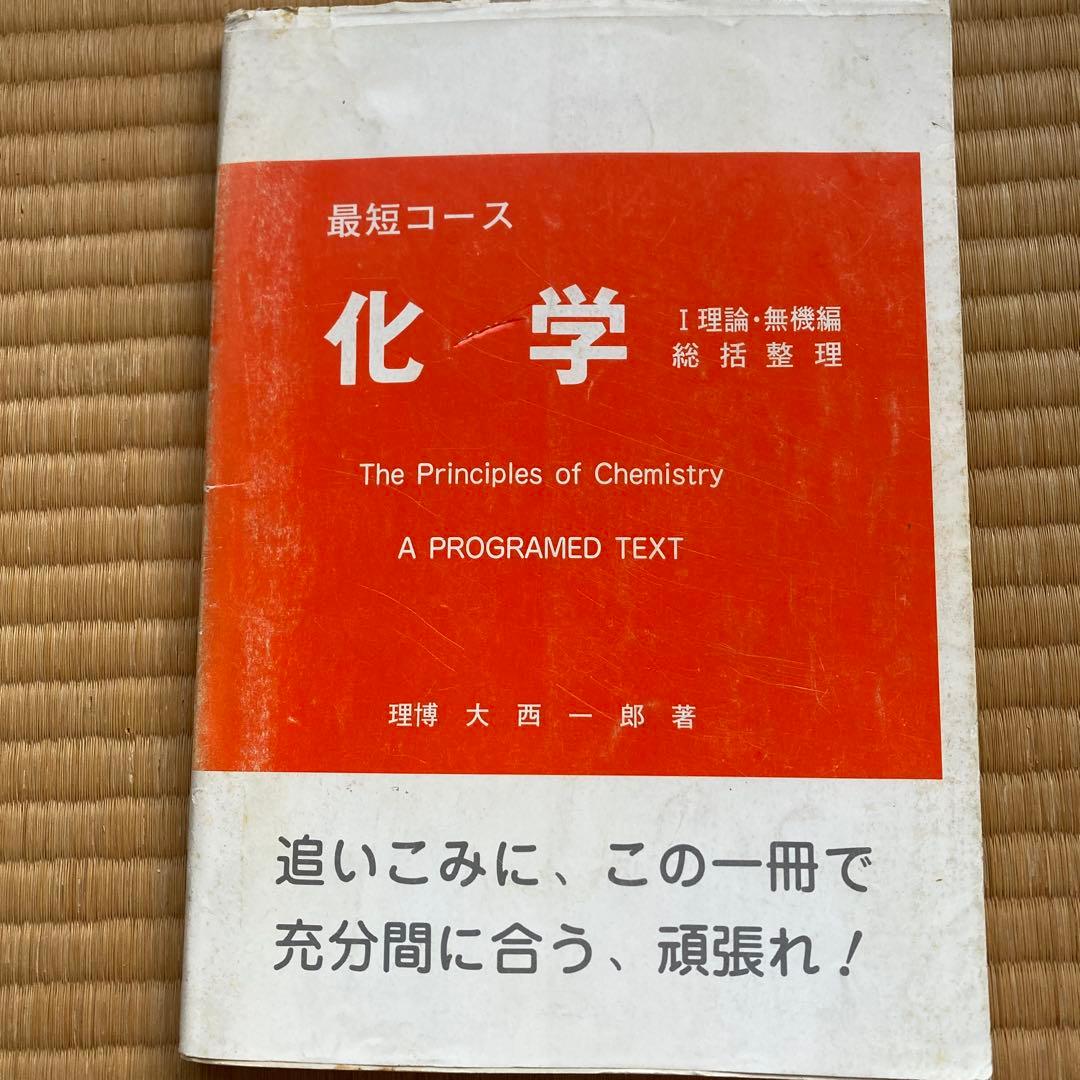 最短コース
化学
I 理論・無機編
総括整理
The Principles of Chemistry
A PROGRAMED TEXT
理博 大西一郎著
追いこみに、この一冊で
充分間に合う、頑張れ!